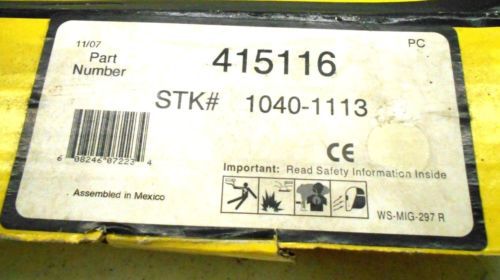 11/07
PC
Part
Number
415116
STK# 1040-1113
6 08246 07223 4
CE
Important: Read Safety Information Inside
Assembled in Mexico
WS-MIG-297 R